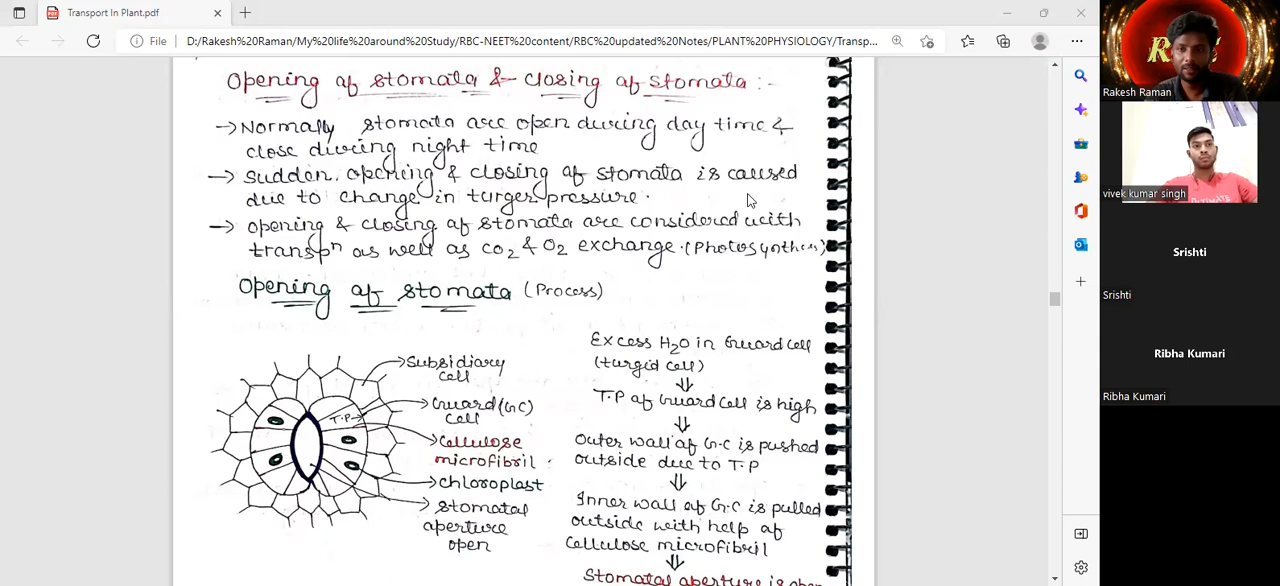 Transport In Plant.pdf
File
D:/Rakesh%20Raman/My%20life%20around%20Study/RBC-NEET%20content/RBC%20updated%20Notes/PLANT%20PHYSIOLOGY/Transp...
Opening of stomata & closing of stomata :-
→ Normally stomata are open during day time &
close during night time
→ Sudden opening & closing of stomata is caused
due to change in turger pressure.
→ opening & closing of stomata are considered with
transpⁿ as well as CO₂ & O₂ exchange. (Photosynthesis)
Opening of stomata (Process)
Subsidiary
cell
Guard (GC)
cell
T.P
Cellulose
microfibril
chloroplast
Stomatal
aperture
open
Excess H₂O in Guard cell
(turgid cell)
⇓
T.P of Guard cell is high
⇓
Outer wall of G.C is pushed
outside due to T.P
⇓
Inner wall of G.C is pulled
outside with help of
cellulose microfibril
⇓
Stomatal aperture is open
Rakesh Raman
vivek kumar singh
Srishti
Srishti
Ribha Kumari
Ribha Kumari